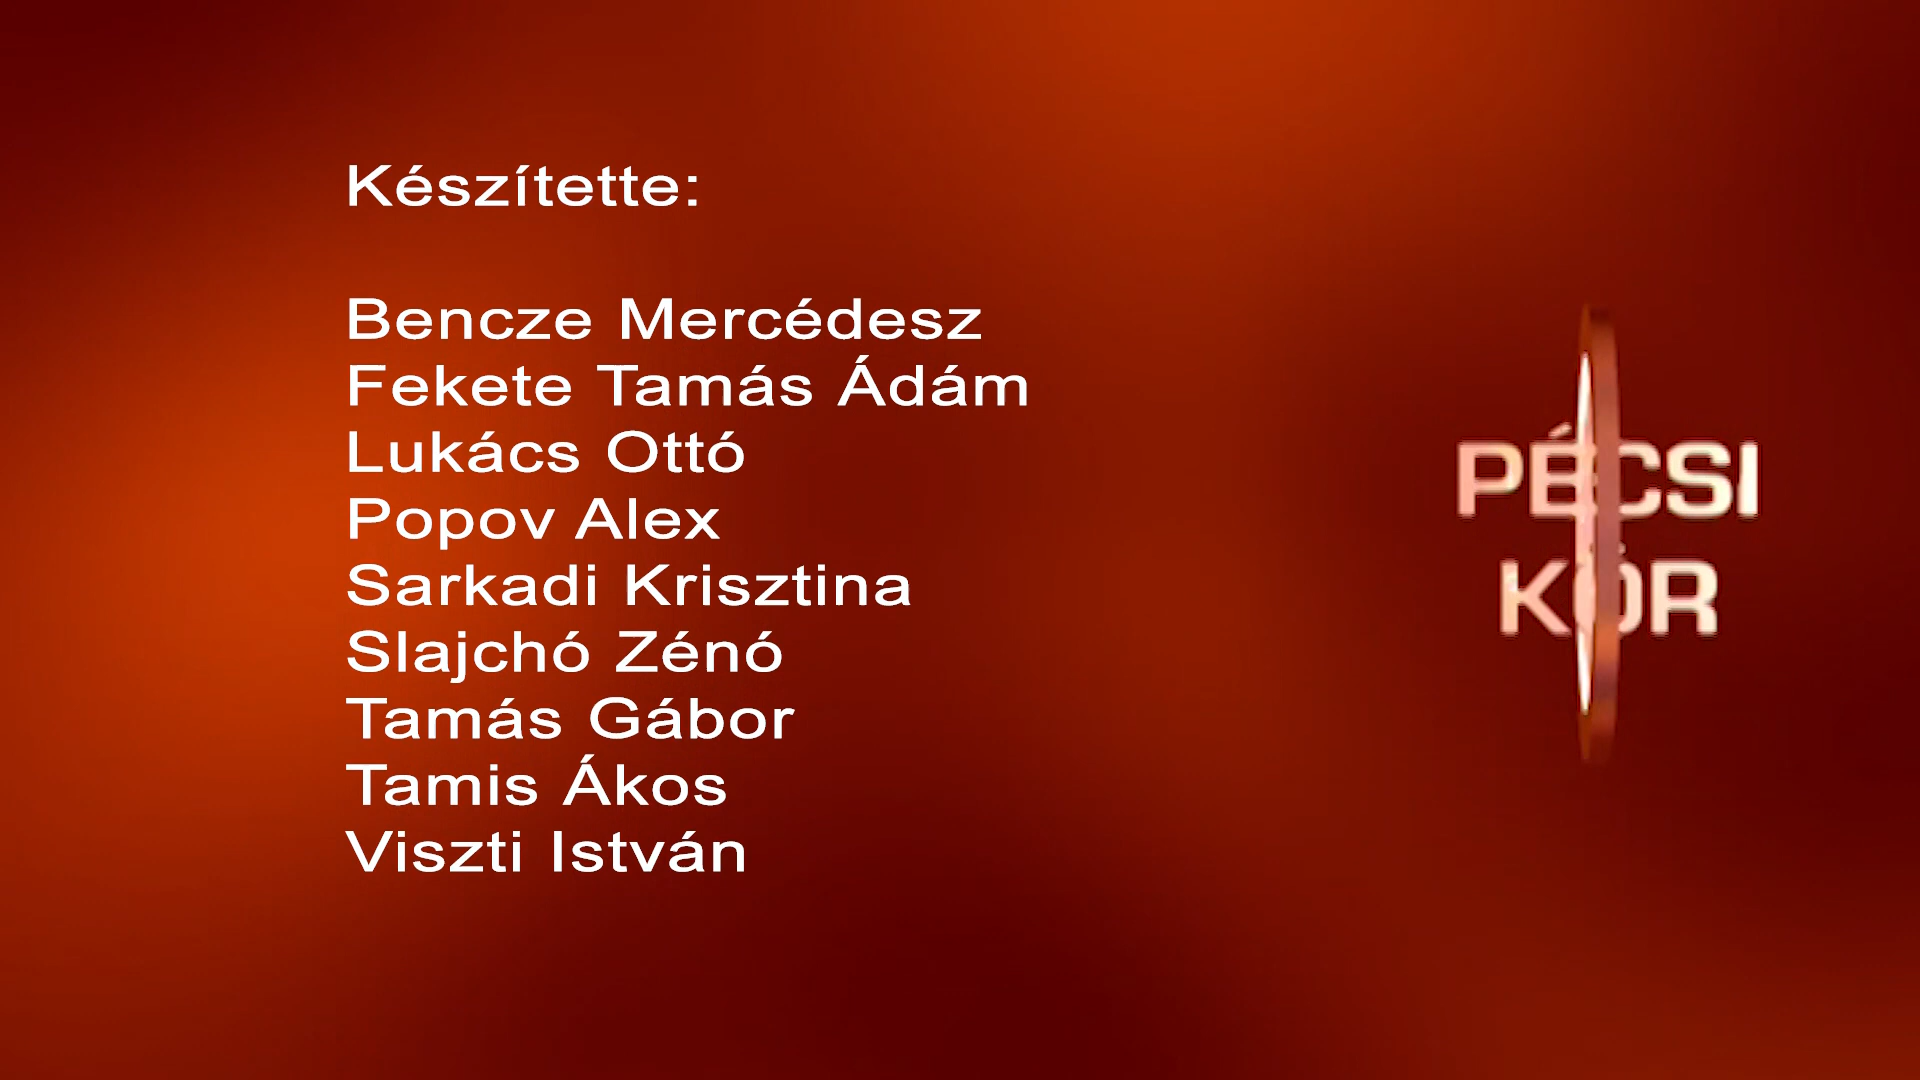 Készítette:
Bencze Mercédesz
Fekete Tamás Ádám
Lukács Ottó
Popov Alex
Sarkadi Krisztina
Slajchó Zénó
Tamás Gábor
Tamis Ákos
Viszti István
PÉCSI
KÖR